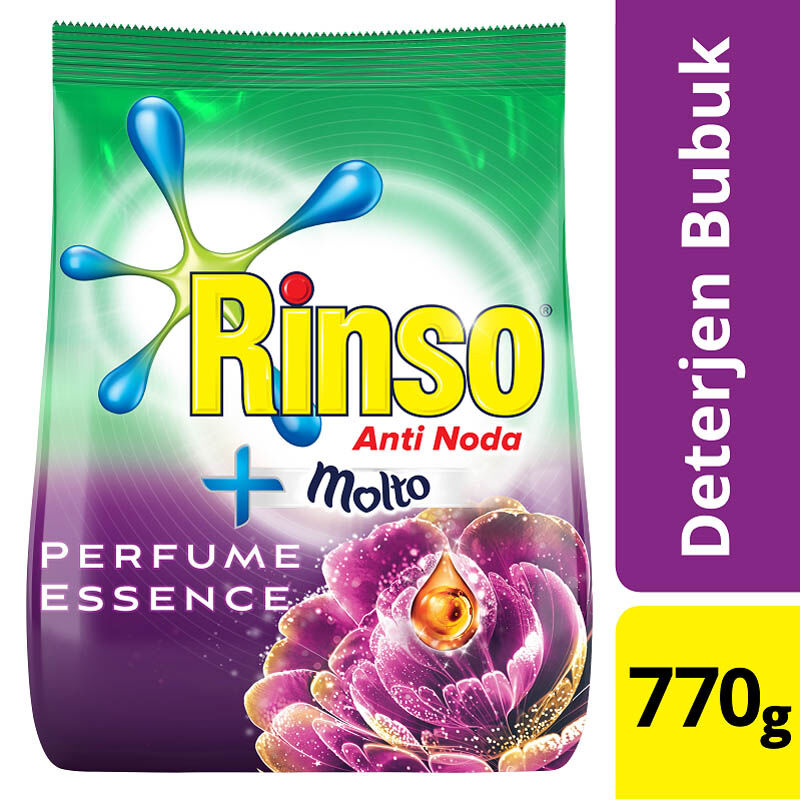 Rinso®
Anti Noda
+ Molto
PERFUME
ESSENCE
Deterjen Bubuk
770g